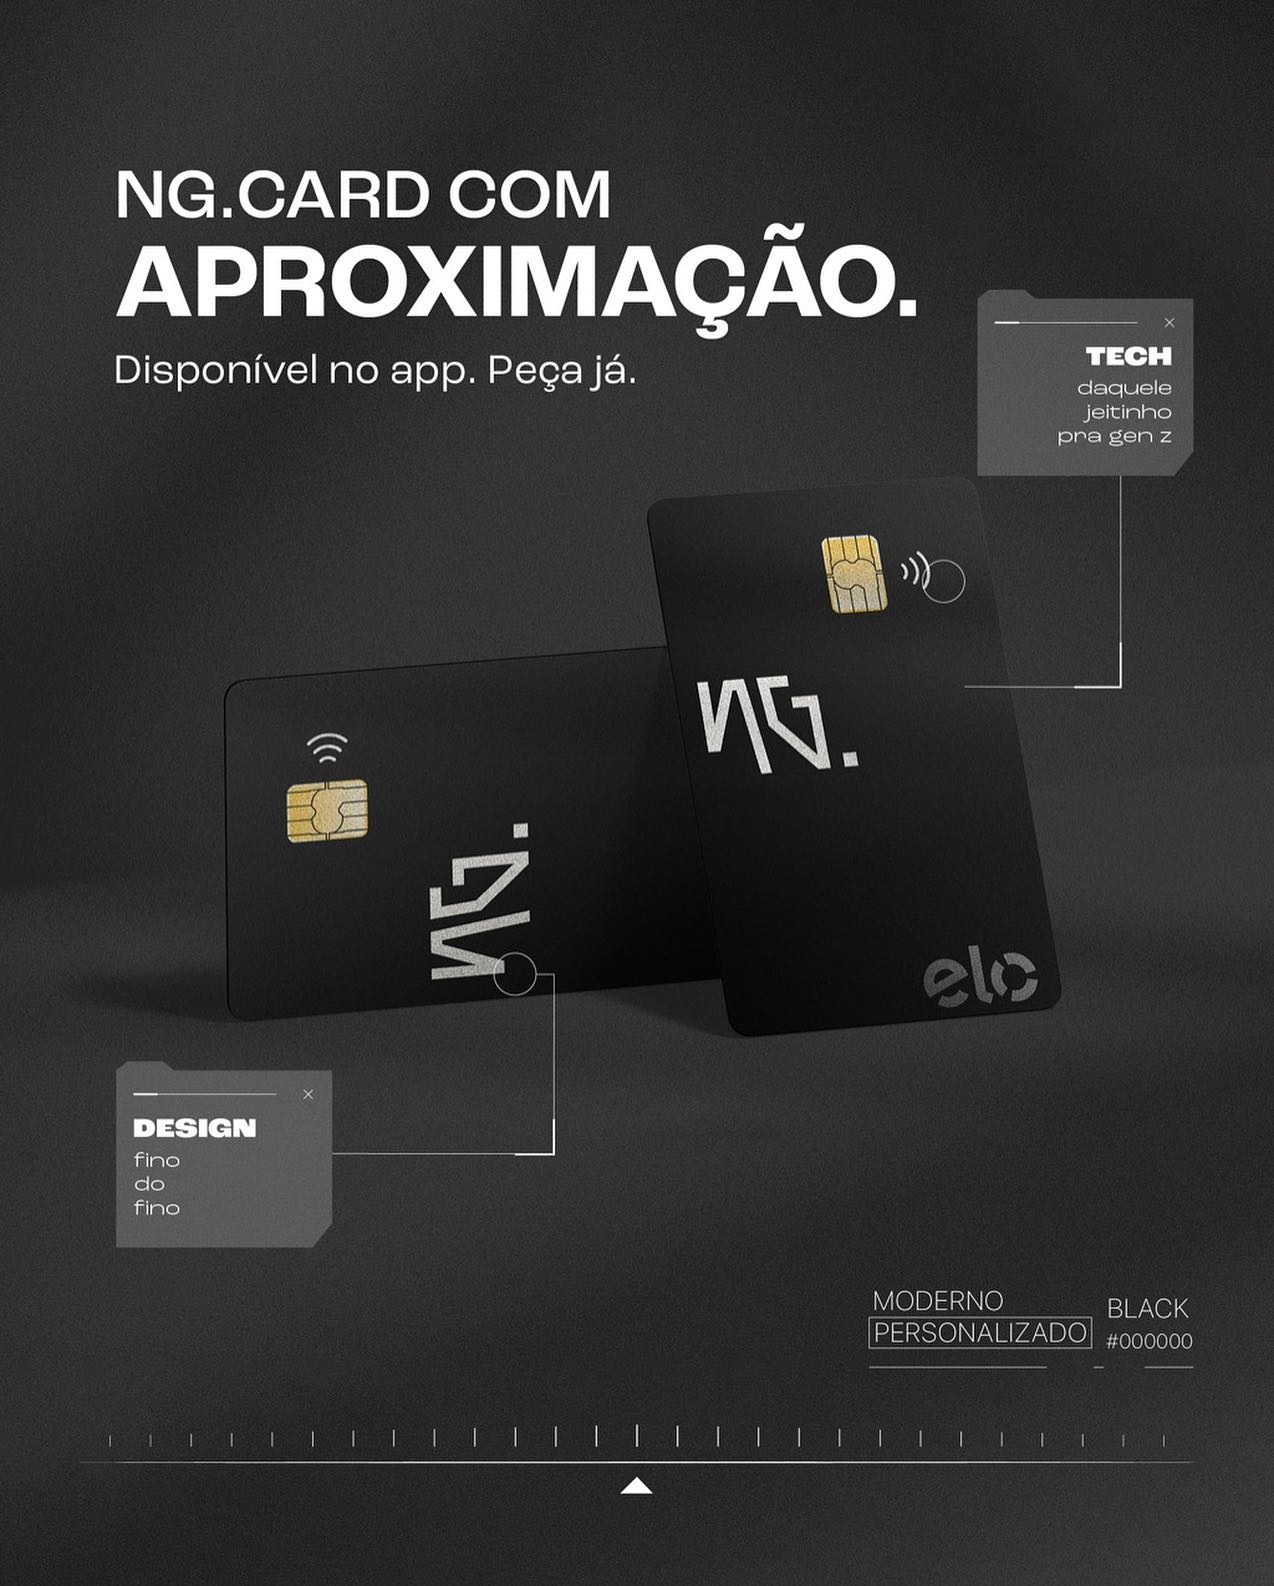 NG.CARD COM
APROXIMAÇÃO.
Disponível no app. Peça já.
TECH
daquele
jeitinho
pra gen z
NG.
NG.
elo
DESIGN
fino
do
fino
MODERNO
PERSONALIZADO
BLACK
#000000